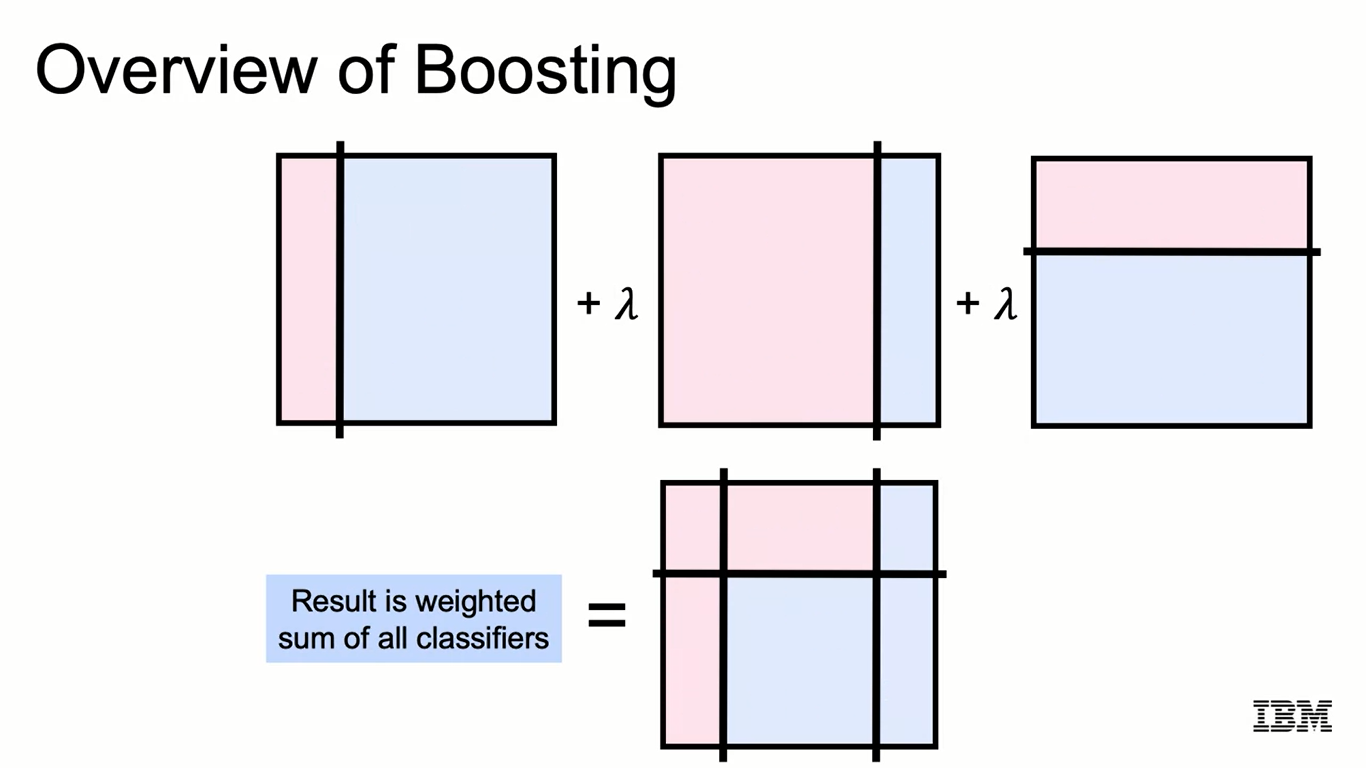 Overview of Boosting
+ λ
+ λ
Result is weighted
sum of all classifiers
=
IBM